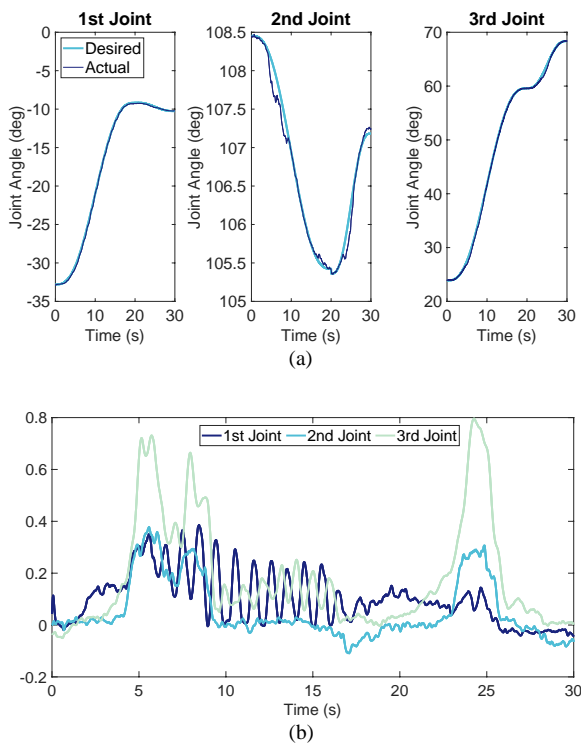 1st Joint
2nd Joint
3rd Joint
Desired
Actual
Joint Angle (deg)
0
-5
-10
-15
-20
-25
-30
-35
0 10 20 30
Time (s)
Joint Angle (deg)
108.5
108
107.5
107
106.5
106
105.5
105
0 10 20 30
Time (s)
Joint Angle (deg)
70
60
50
40
30
20
0 10 20 30
Time (s)
(a)
0.8
0.6
0.4
0.2
0
-0.2
1st Joint 2nd Joint 3rd Joint
0 5 10 15 20 25 30
Time (s)
(b)